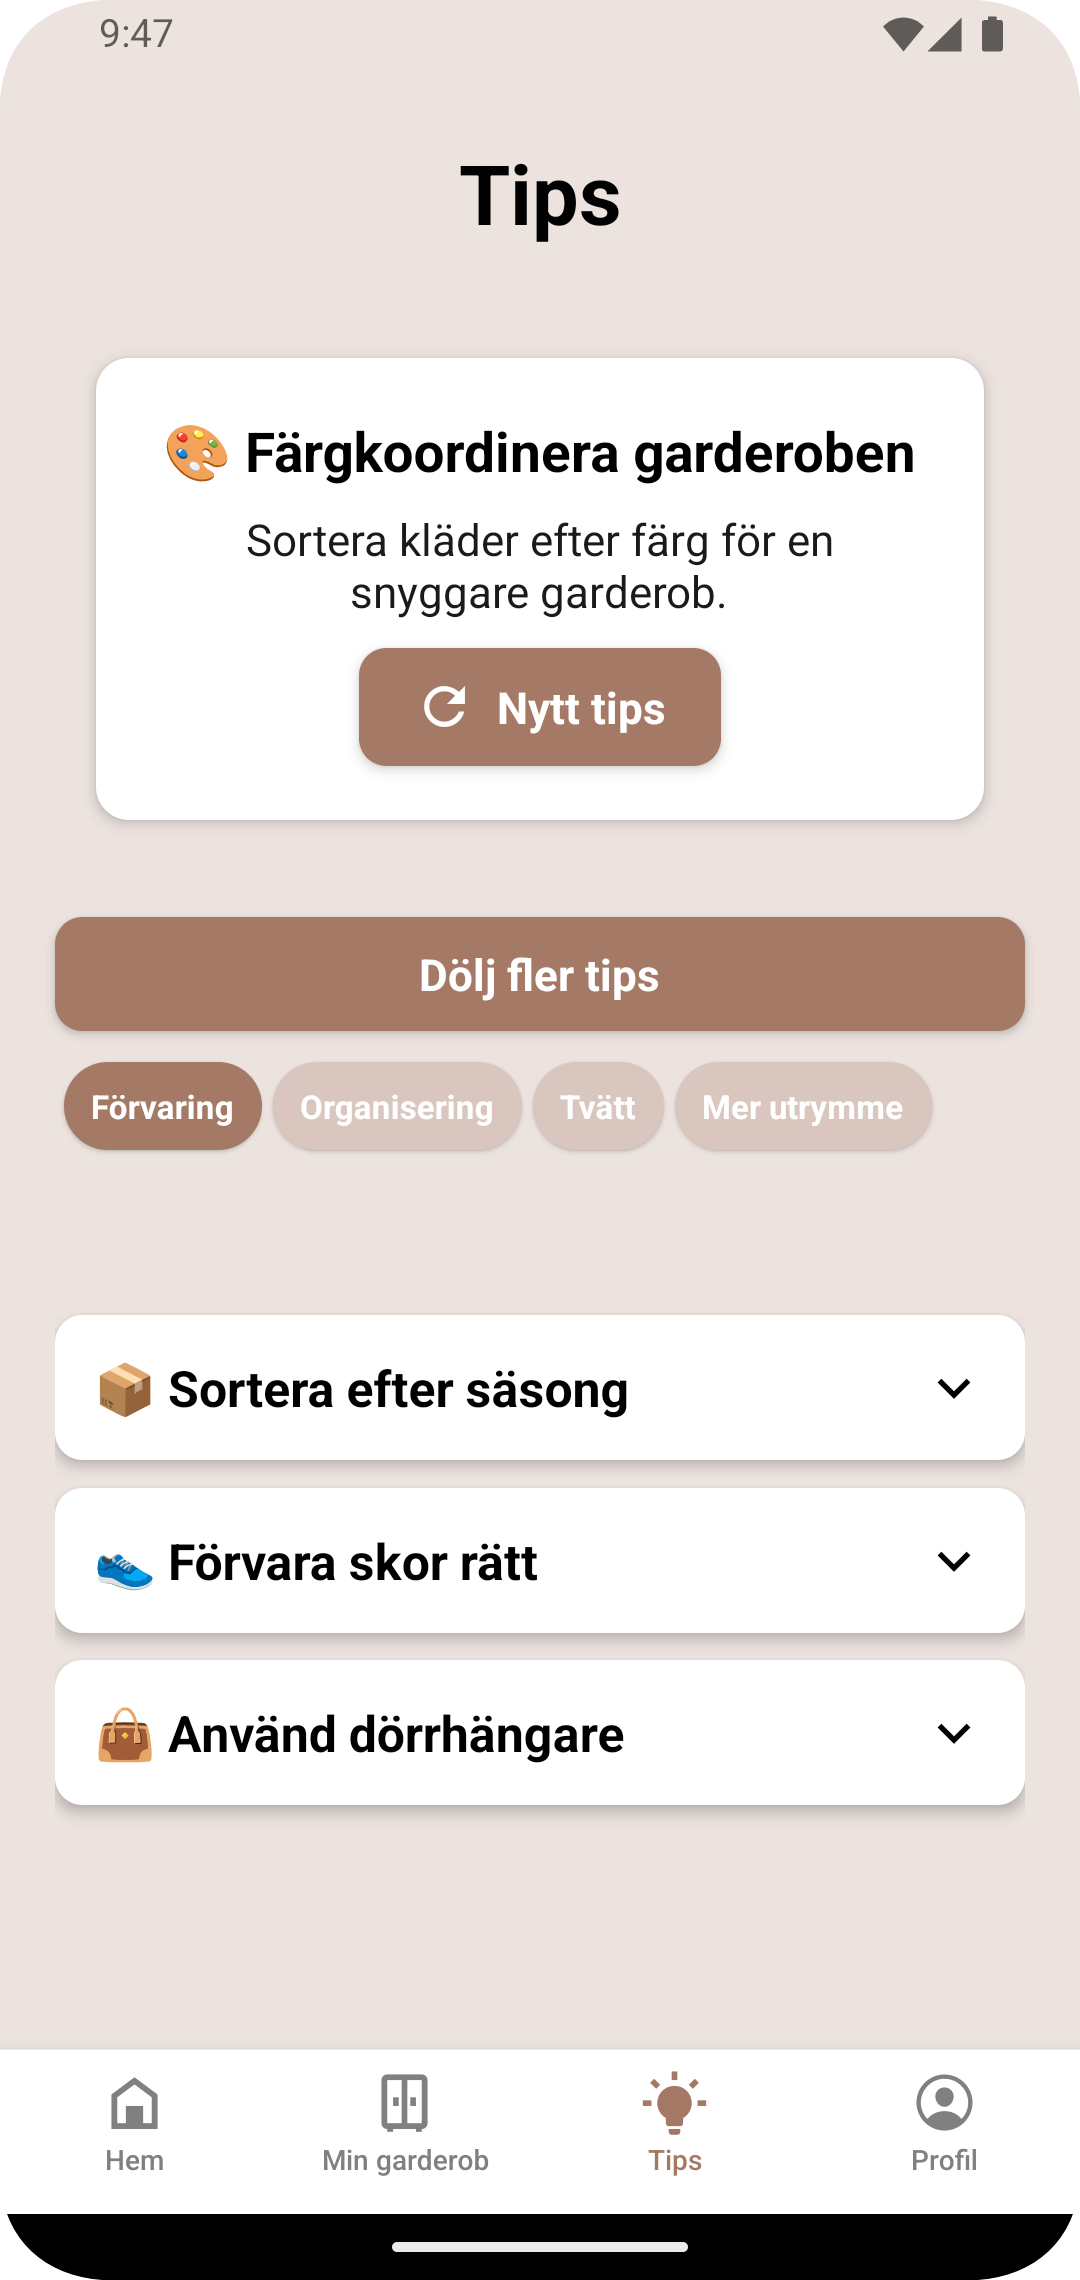 9:47
Tips
🎨 Färgkoordinera garderoben
Sortera kläder efter färg för en
snyggare garderob.
Nytt tips
Dölj fler tips
Förvaring Organisering Tvätt Mer utrymme
📦 Sortera efter säsong
👟 Förvara skor rätt
👜 Använd dörrhängare
Hem Min garderob Tips Profil